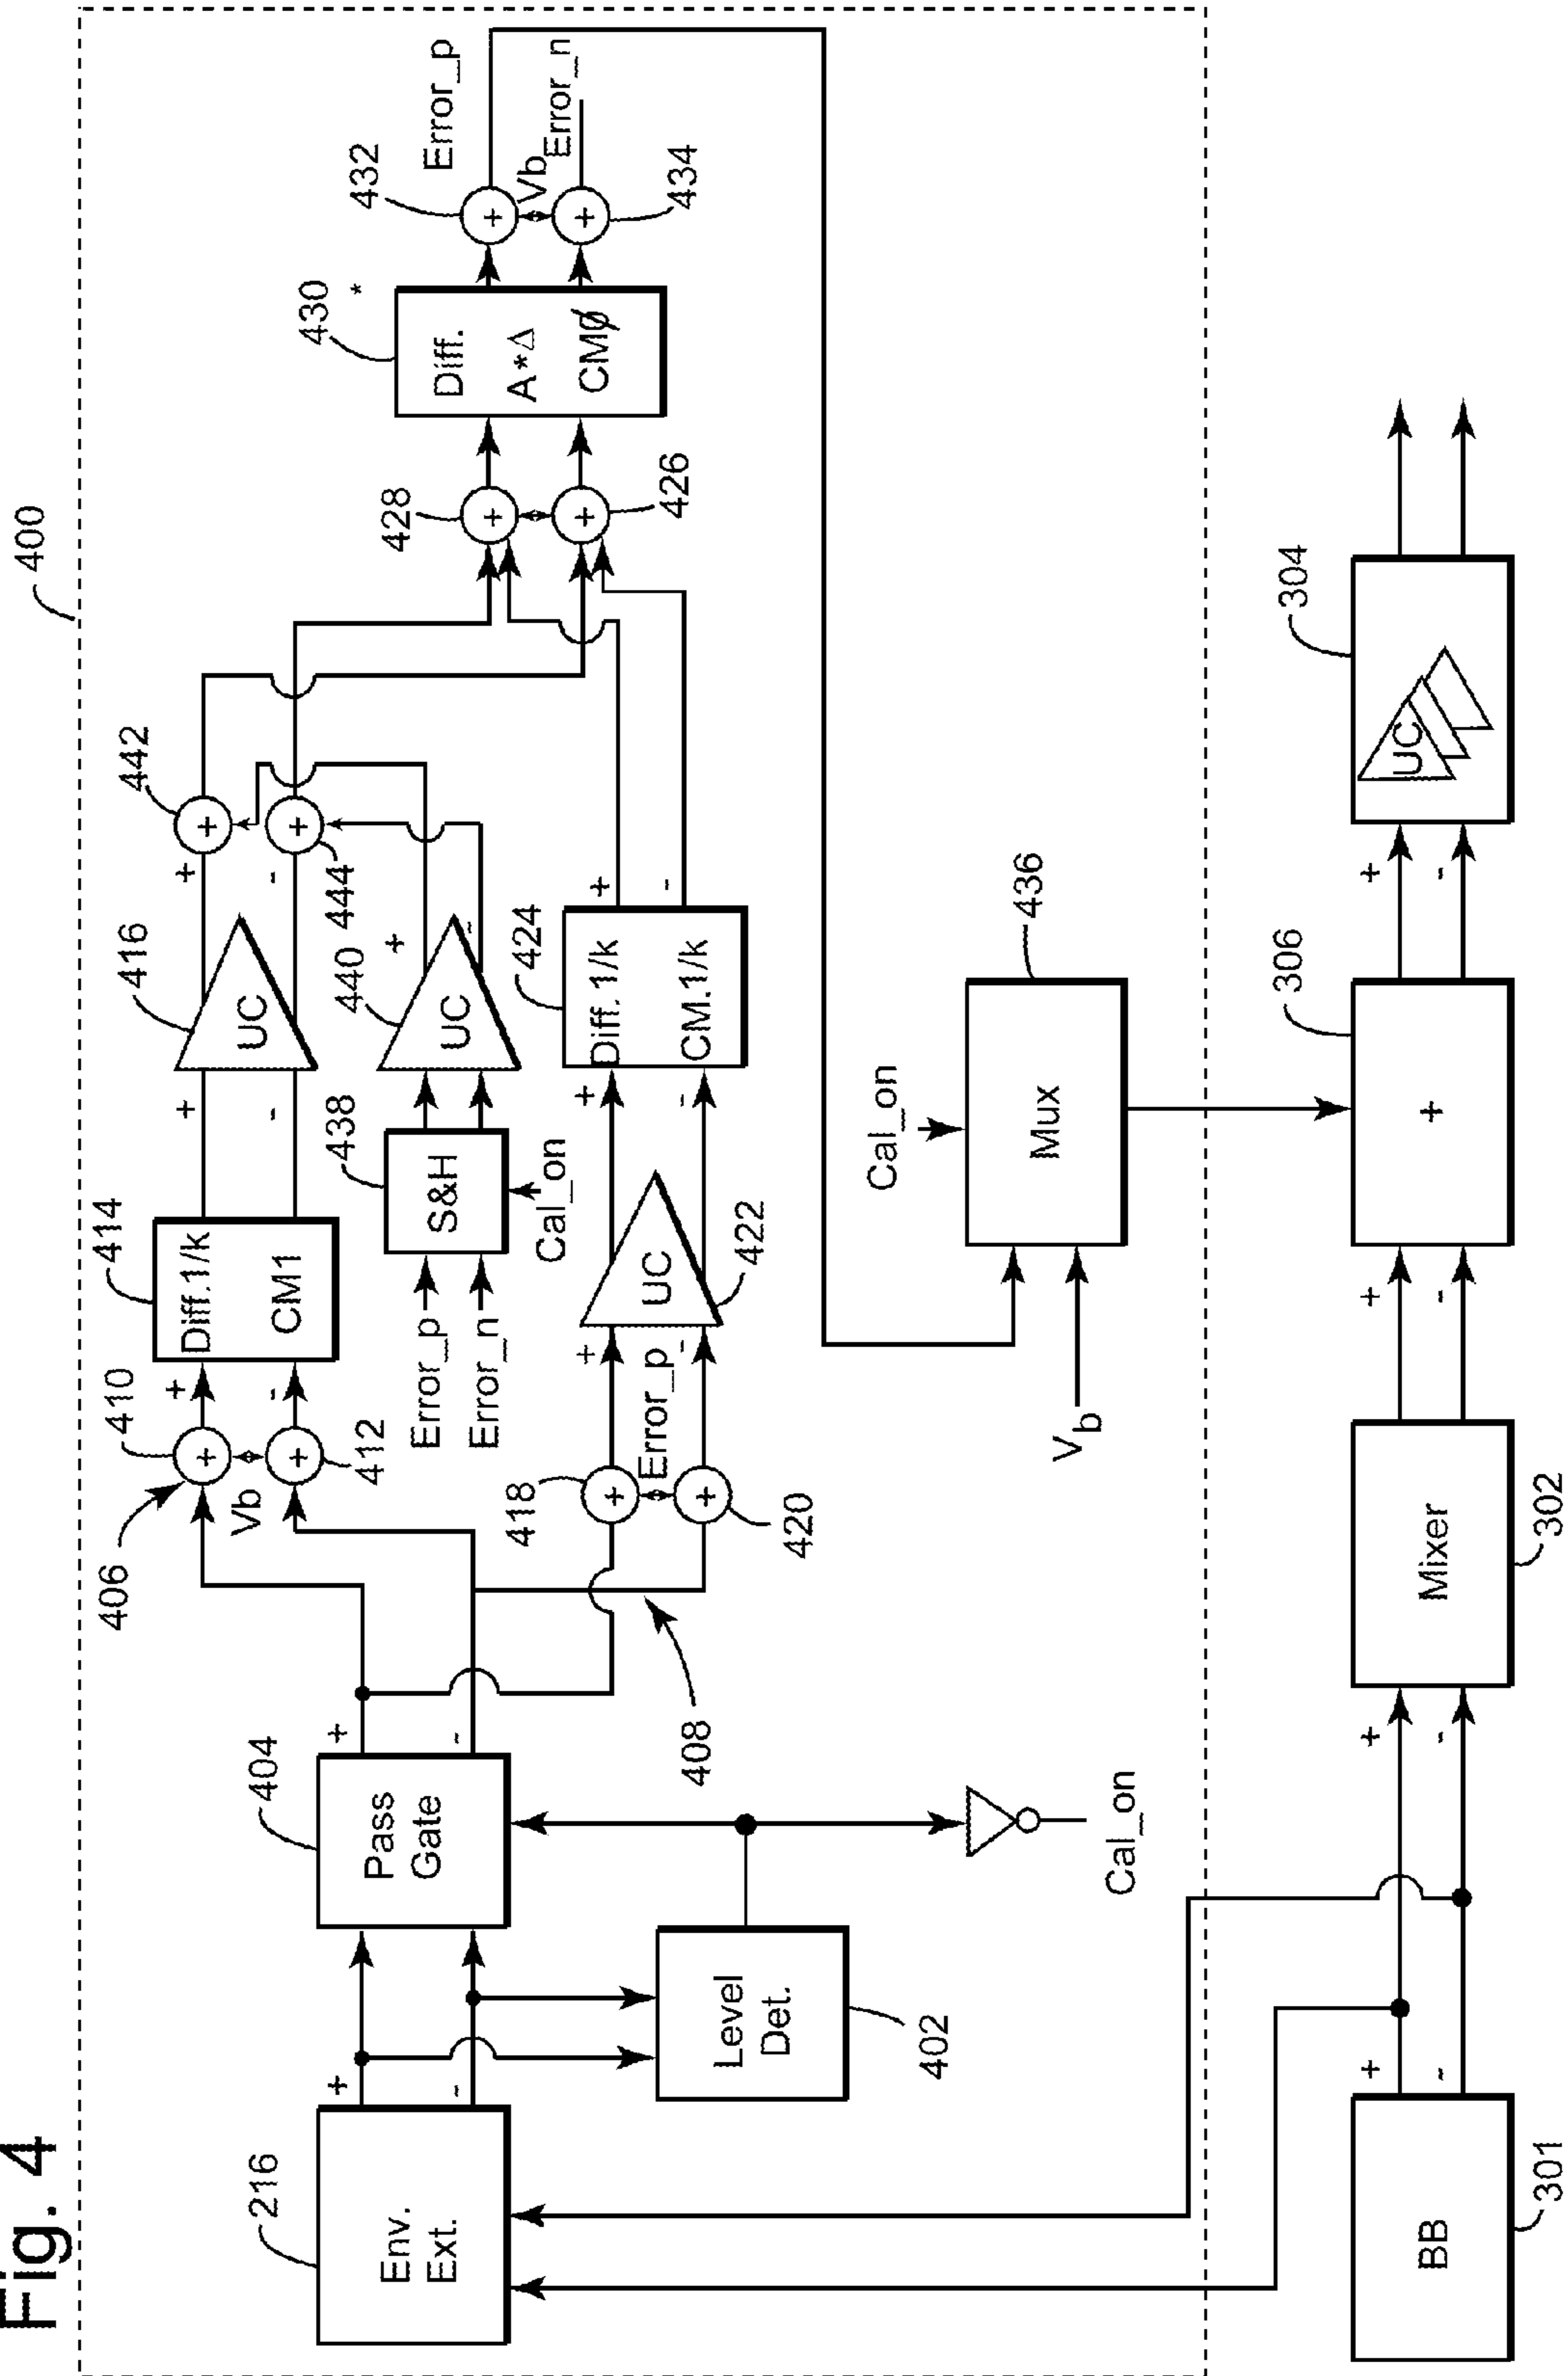 Fig. 4
400
216
Env.
Ext.
+
-
Level
Det.
402
404
Pass
Gate
+
-
Cal_on
408
406
410
+
Vb
+
412
+
-
414
Diff.1/k
CM1
+
-
416
UC
+
-
442
+
+
444
Error_p
Error_n
438
S&H
Cal_on
440
UC
+
-
418
+
Error_p
+
420
+
-
UC
422
+
-
424
Diff. 1/k
CM.1/k
+
-
428
+
+
426
430
*
Diff.
A*Δ
CMØ
432
+
Vb
+
434
Error_p
Error_n
Cal_on
Vb
Mux
436
BB
301
+
-
+
-
Mixer
302
+
-
306
+
+
-
304
UC